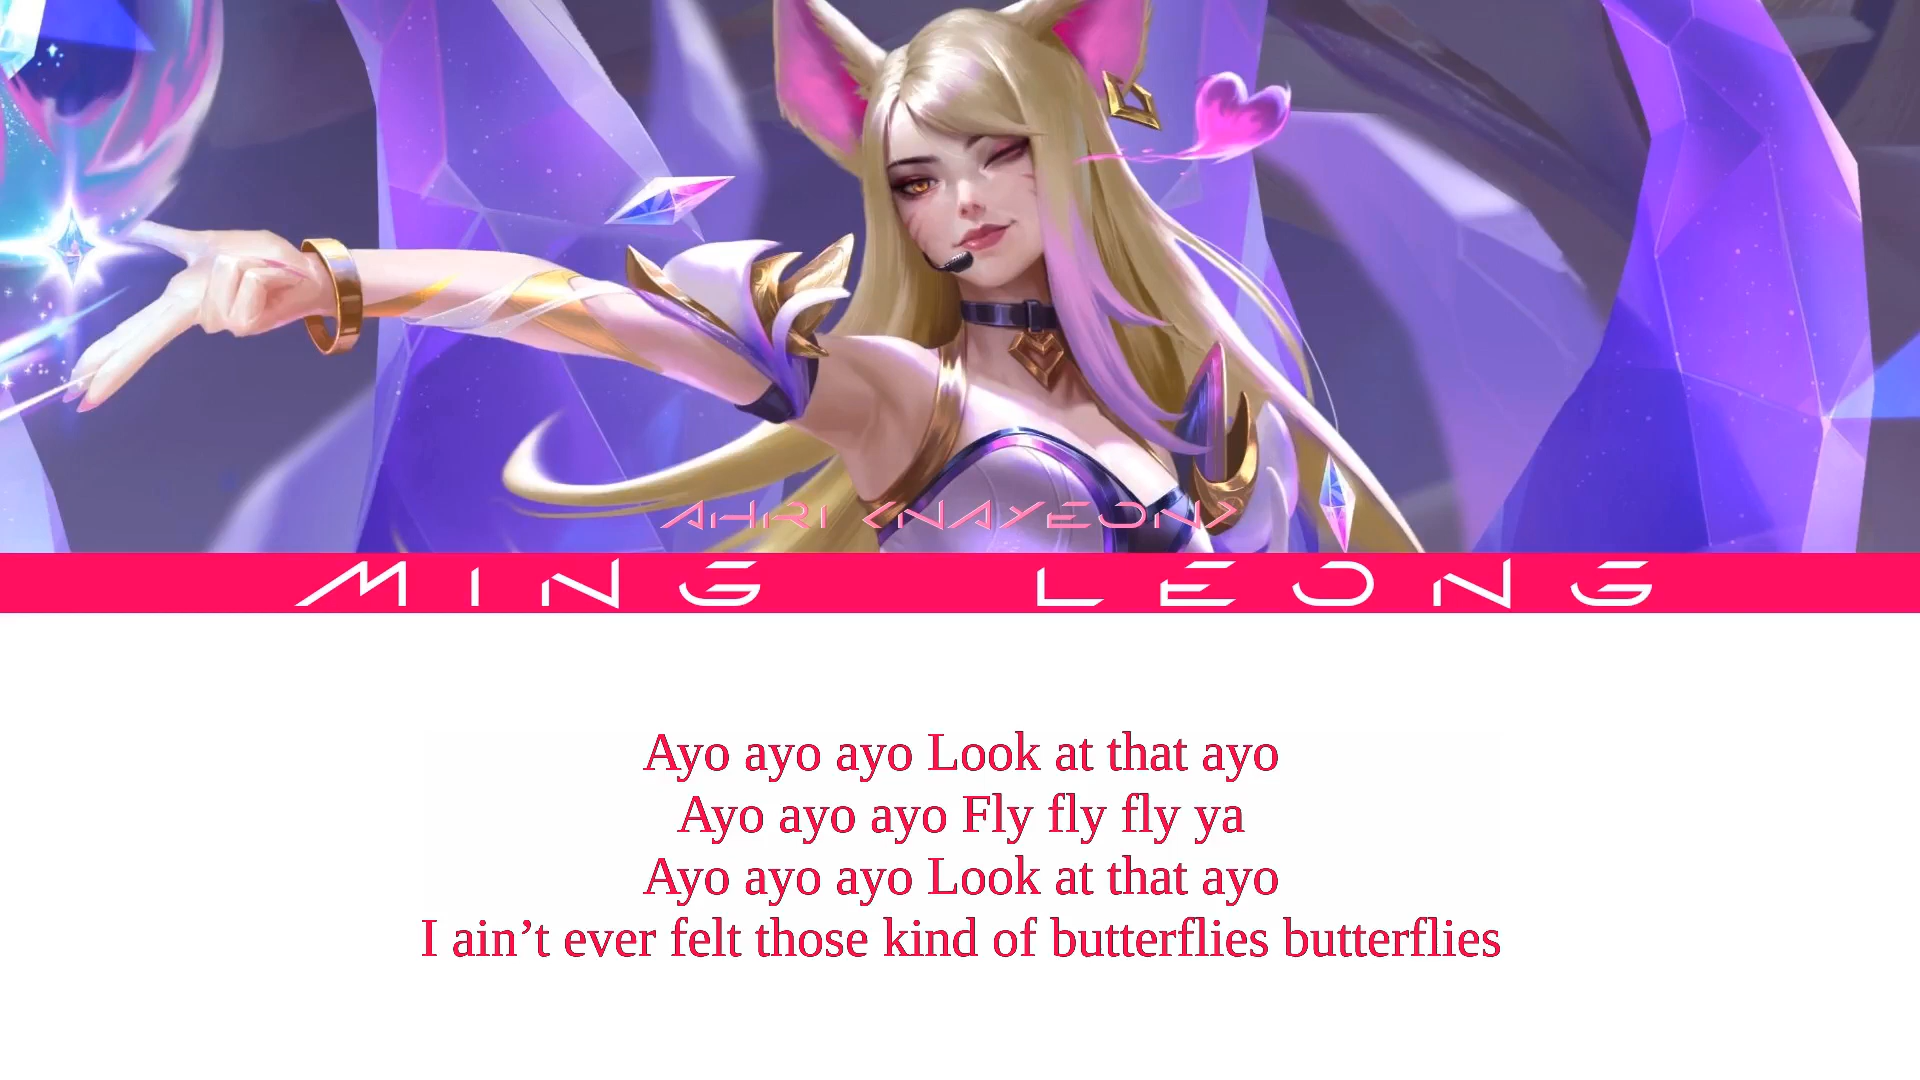 AHRI <NAYEON>
MING LEONG
Ayo ayo ayo Look at that ayo
Ayo ayo ayo Fly fly fly ya
Ayo ayo ayo Look at that ayo
I ain’t ever felt those kind of butterflies butterflies